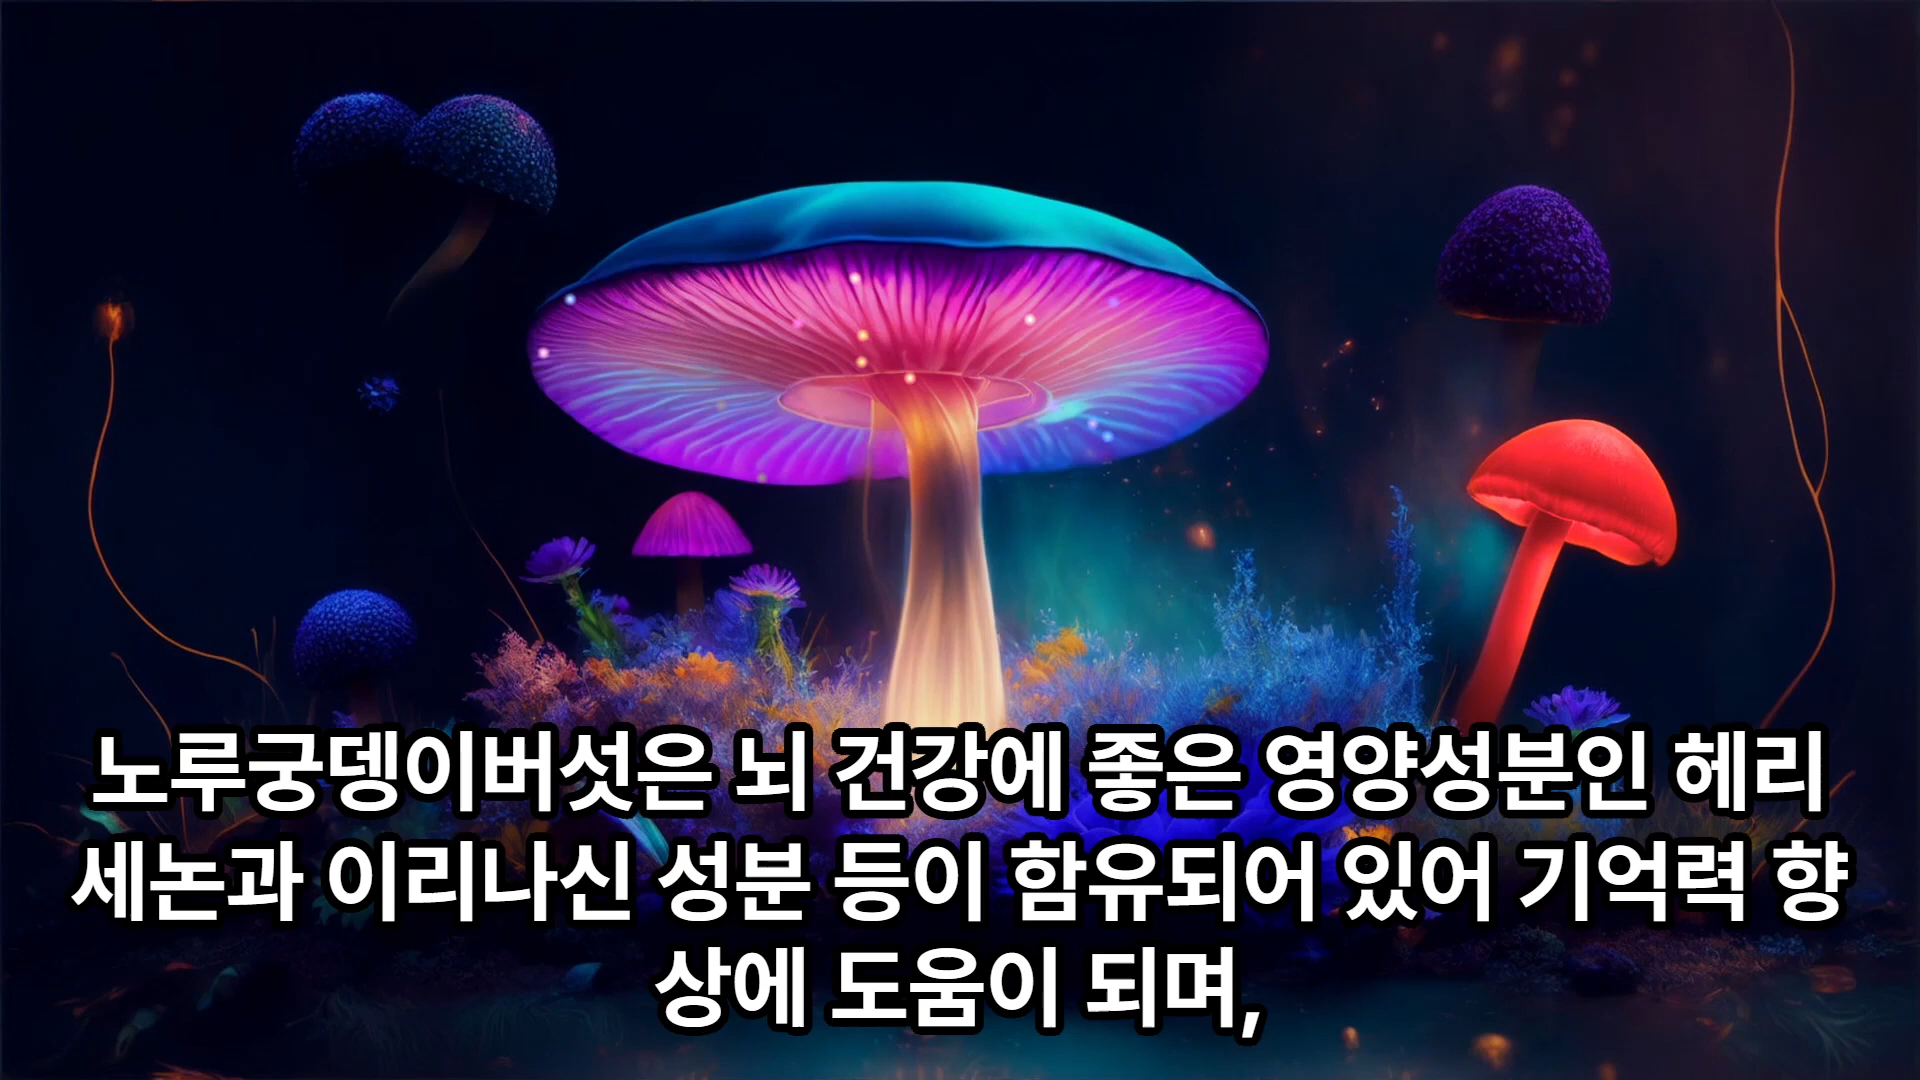 노루궁뎅이버섯은 뇌 건강에 좋은 영양성분인 헤리
세논과 이리나신 성분 등이 함유되어 있어 기억력 향
상에 도움이 되며,